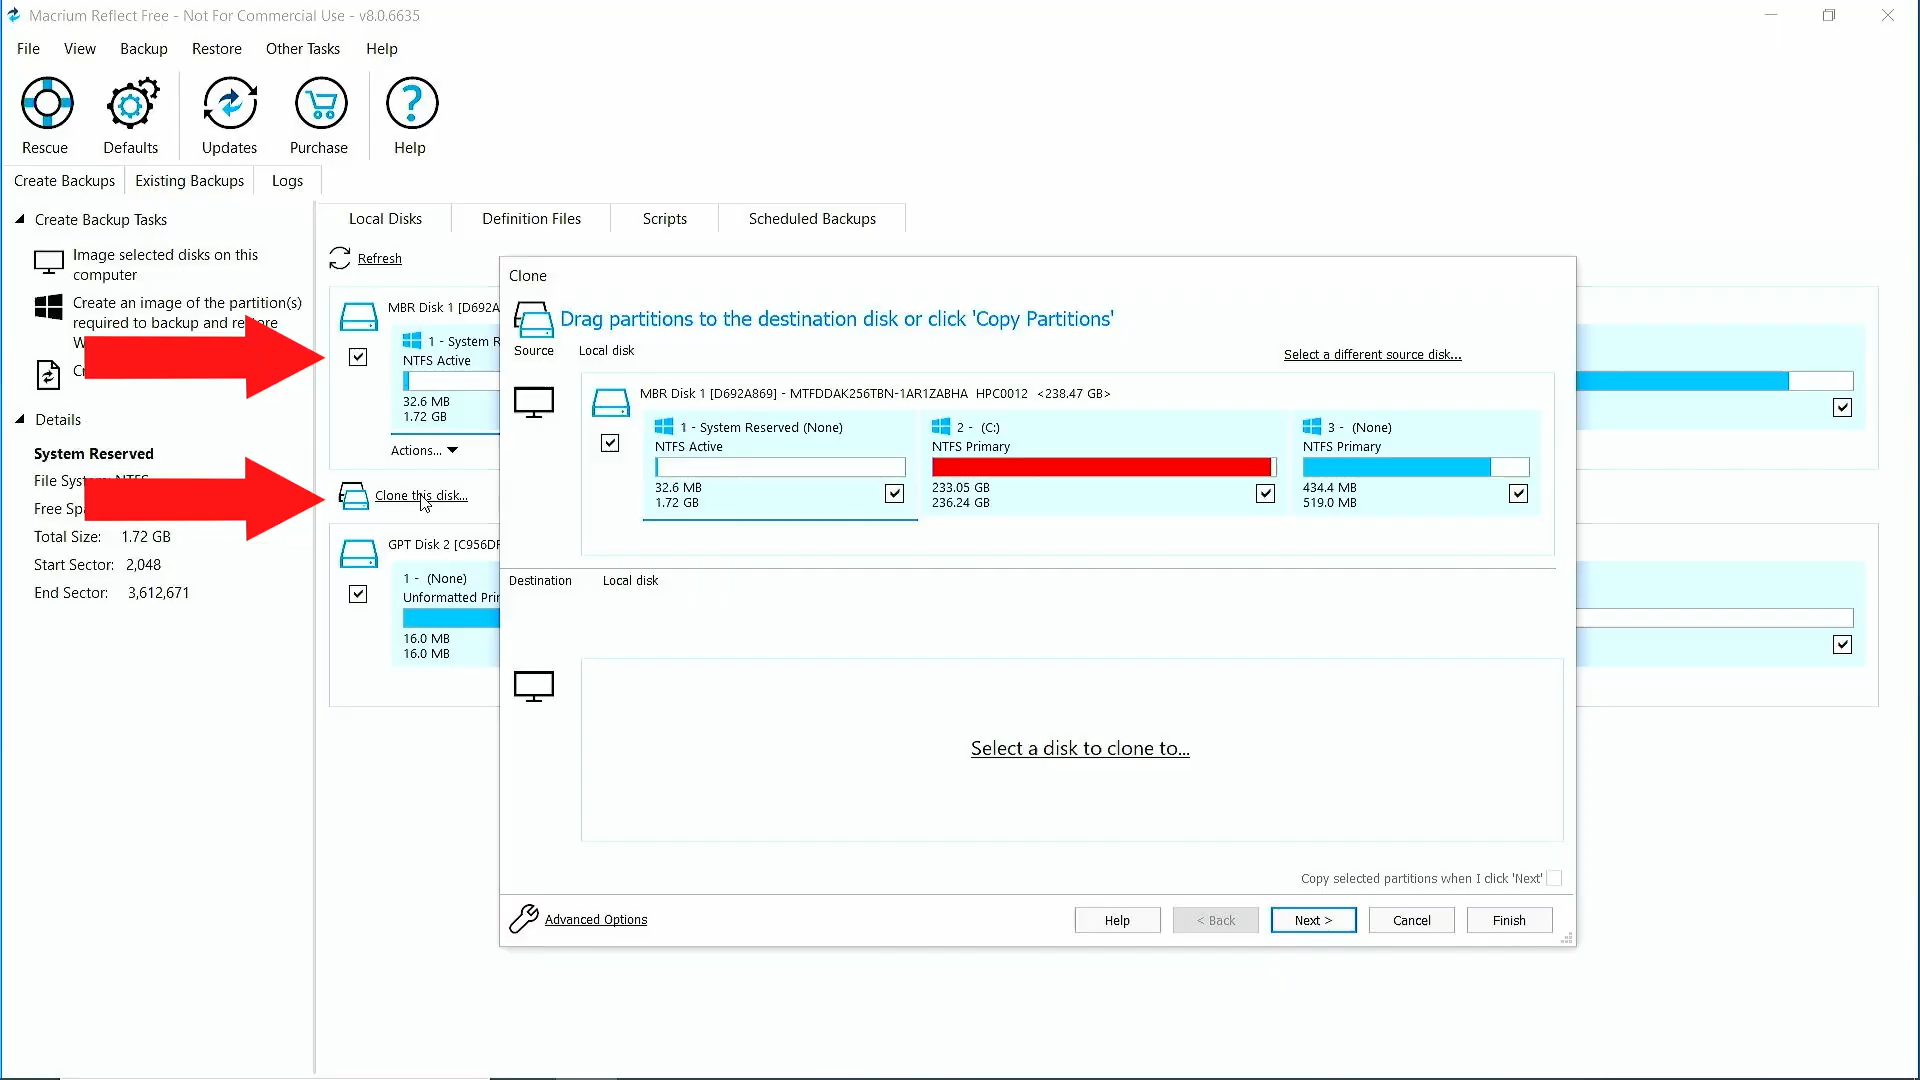 Macrium Reflect Free - Not For Commercial Use - v8.0.6635
File View Backup Restore Other Tasks Help
Rescue Defaults Updates Purchase Help
Create Backups Existing Backups Logs
Create Backup Tasks
Image selected disks on this
computer
Create an image of the partition(s)
required to backup and restore
Details
System Reserved
File System: NTFS
Free
Total Size: 1.72 GB
Start Sector: 2,048
End Sector: 3,612,671
Local Disks Definition Files Scripts Scheduled Backups
Refresh
MBR Disk 1 [D692A
1 - System R
NTFS Active
32.6 MB
1.72 GB
Actions...
Clone this disk...
GPT Disk 2 [C956DF
1 - (None)
Unformatted Prin
16.0 MB
16.0 MB
Clone
Drag partitions to the destination disk or click 'Copy Partitions'
Source Local disk
Select a different source disk...
MBR Disk 1 [D692A869] - MTFDDAK256TBN-1AR1ZABHA HPC0012 <238.47 GB>
1 - System Reserved (None)
NTFS Active
32.6 MB
1.72 GB
2 - (C:)
NTFS Primary
233.05 GB
236.24 GB
3 - (None)
NTFS Primary
434.4 MB
519.0 MB
Destination Local disk
Select a disk to clone to...
Copy selected partitions when I click 'Next'
Advanced Options
Help < Back Next > Cancel Finish